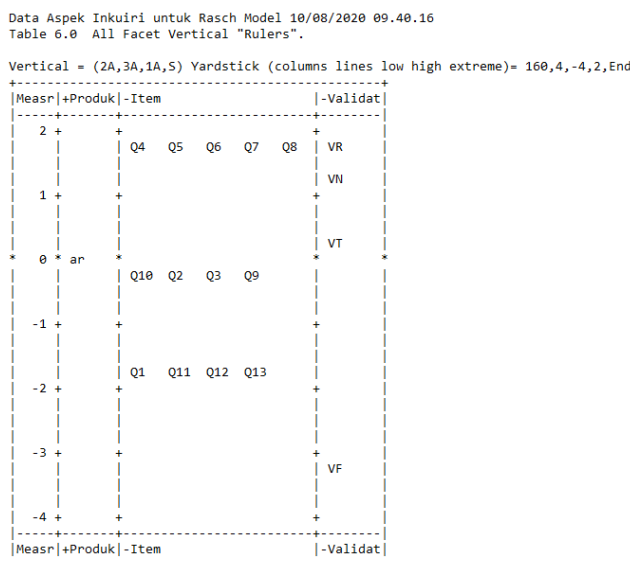 Data Aspek Inkuiri untuk Rasch Model 10/08/2020 09.40.16
Table 6.0  All Facet Vertical "Rulers".
Vertical = (2A,3A,1A,S) Yardstick (columns lines low high extreme)= 160,4,-4,2,End
+-----------------------------------------------+
|Measr|+Produk|-Item                    |-Validat|
|-----+-------+-------------------------+--------|
|   2 +       +                         +        |
|     |       | Q4   Q5   Q6   Q7   Q8  | VR     |
|     |       |                         | VN     |
|   1 +       +                         +        |
|     |       |                         |        |
|     |       |                         |        |
|     |       |                         | VT     |
*   0 * ar    *                         *        *
|     |       | Q10  Q2   Q3   Q9       |        |
|     |       |                         |        |
|     |       |                         |        |
|  -1 +       +                         +        |
|     |       |                         |        |
|     |       |                         |        |
|     |       | Q1   Q11  Q12  Q13      |        |
|  -2 +       +                         +        |
|     |       |                         |        |
|     |       |                         |        |
|     |       |                         |        |
|  -3 +       +                         +        |
|     |       |                         | VF     |
|     |       |                         |        |
|     |       |                         |        |
|  -4 +       +                         +        |
|-----+-------+-------------------------+--------|
|Measr|+Produk|-Item                    |-Validat|